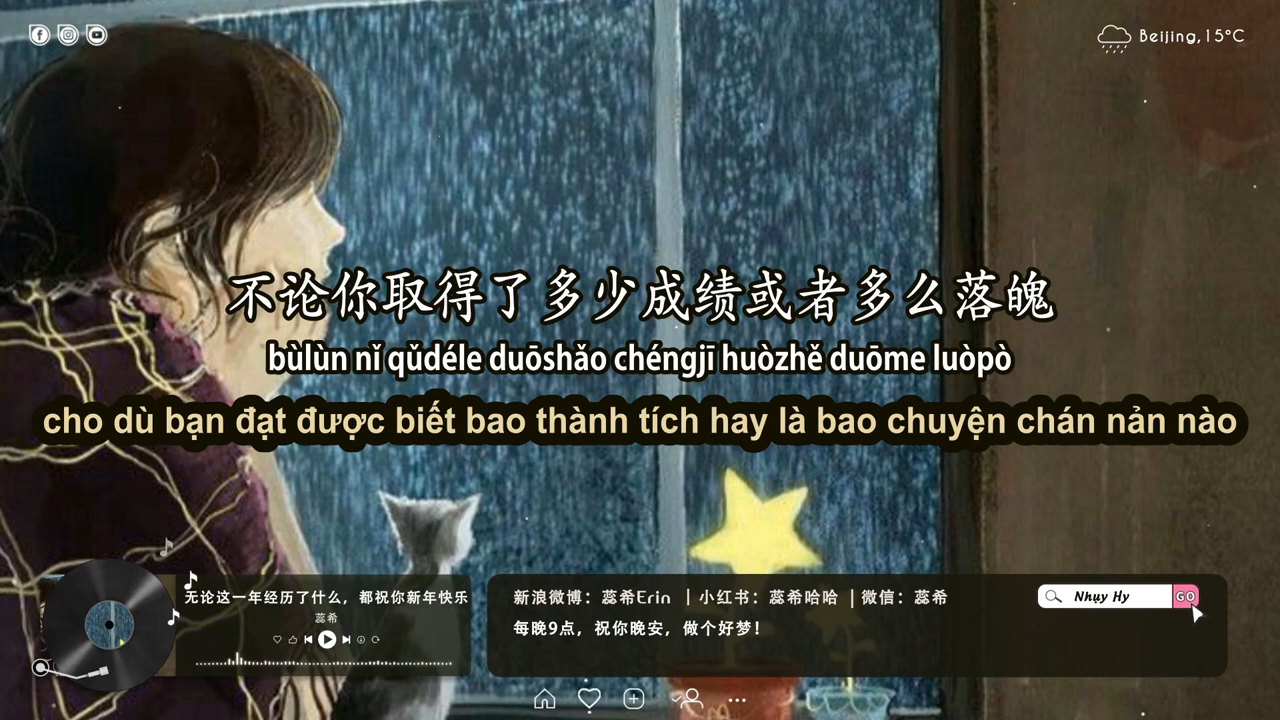 Beijing,15°C
不论你取得了多少成绩或者多么落魄
bùlùn nǐ qǔdéle duōshǎo chéngjī huòzhě duōme luòpò
cho dù bạn đạt được biết bao thành tích hay là bao chuyện chán nản nào
无论这一年经历了什么，都祝你新年快乐
蕊希
新浪微博：蕊希Erin ｜小红书：蕊希哈哈 ｜微信：蕊希
每晚9点，祝你晚安，做个好梦！
Nhụy Hy
GO